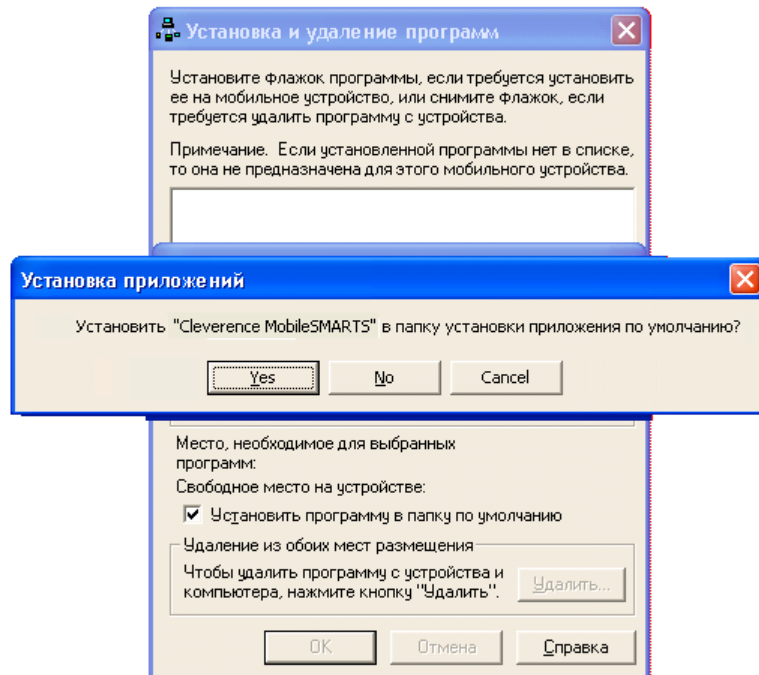 Установка и удаление программ
Установите флажок программы, если требуется установить
ее на мобильное устройство, или снимите флажок, если
требуется удалить программу с устройства.
Примечание. Если установленной программы нет в списке,
то она не предназначена для этого мобильного устройства.
Установка приложений
Установить "Cleverence MobileSMARTS" в папку установки приложения по умолчанию?
Yes
No
Cancel
Место, необходимое для выбранных
программ:
Свободное место на устройстве:
Установить программу в папку по умолчанию
Удаление из обоих мест размещения
Чтобы удалить программу с устройства и
компьютера, нажмите кнопку "Удалить".
Удалить...
OK
Отмена
Справка